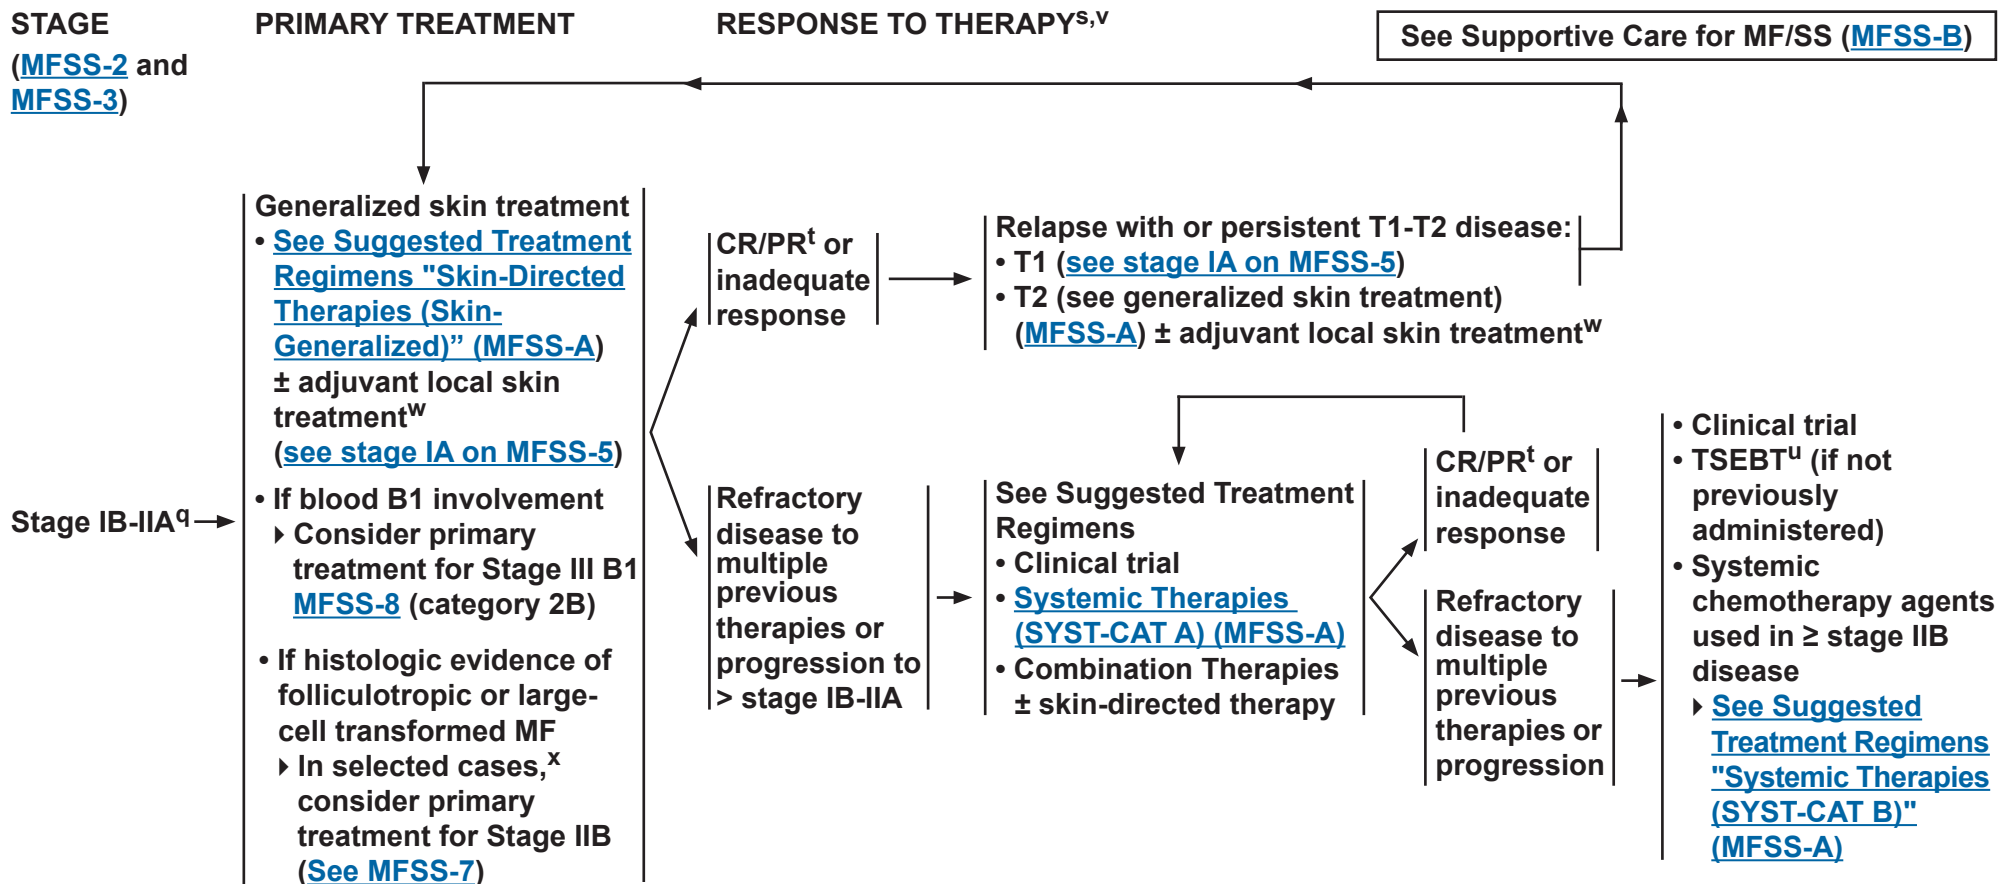 STAGE
(MFSS-2 and
MFSS-3)
PRIMARY TREATMENT
RESPONSE TO THERAPYs,v
See Supportive Care for MF/SS (MFSS-B)
Stage IB-IIAq
Generalized skin treatment
• See Suggested Treatment
Regimens "Skin-Directed
Therapies (Skin-
Generalized)” (MFSS-A)
± adjuvant local skin
treatmentw
(see stage IA on MFSS-5)
• If blood B1 involvement
Consider primary
treatment for Stage III B1
MFSS-8 (category 2B)
• If histologic evidence of
folliculotropic or large-
cell transformed MF
In selected cases,x
consider primary
treatment for Stage IIB
(See MFSS-7)
CR/PRt or
inadequate
response
Relapse with or persistent T1-T2 disease:
• T1 (see stage IA on MFSS-5)
• T2 (see generalized skin treatment)
(MFSS-A) ± adjuvant local skin treatmentw
Refractory
disease to
multiple
previous
therapies or
progression to
> stage IB-IIA
See Suggested Treatment
Regimens
• Clinical trial
• Systemic Therapies
(SYST-CAT A) (MFSS-A)
• Combination Therapies
± skin-directed therapy
CR/PRt or
inadequate
response
Refractory
disease to
multiple
previous
therapies or
progression
• Clinical trial
• TSEBTu (if not
previously
administered)
• Systemic
chemotherapy agents
used in ≥ stage IIB
disease
See Suggested
Treatment Regimens
"Systemic Therapies
(SYST-CAT B)"
(MFSS-A)